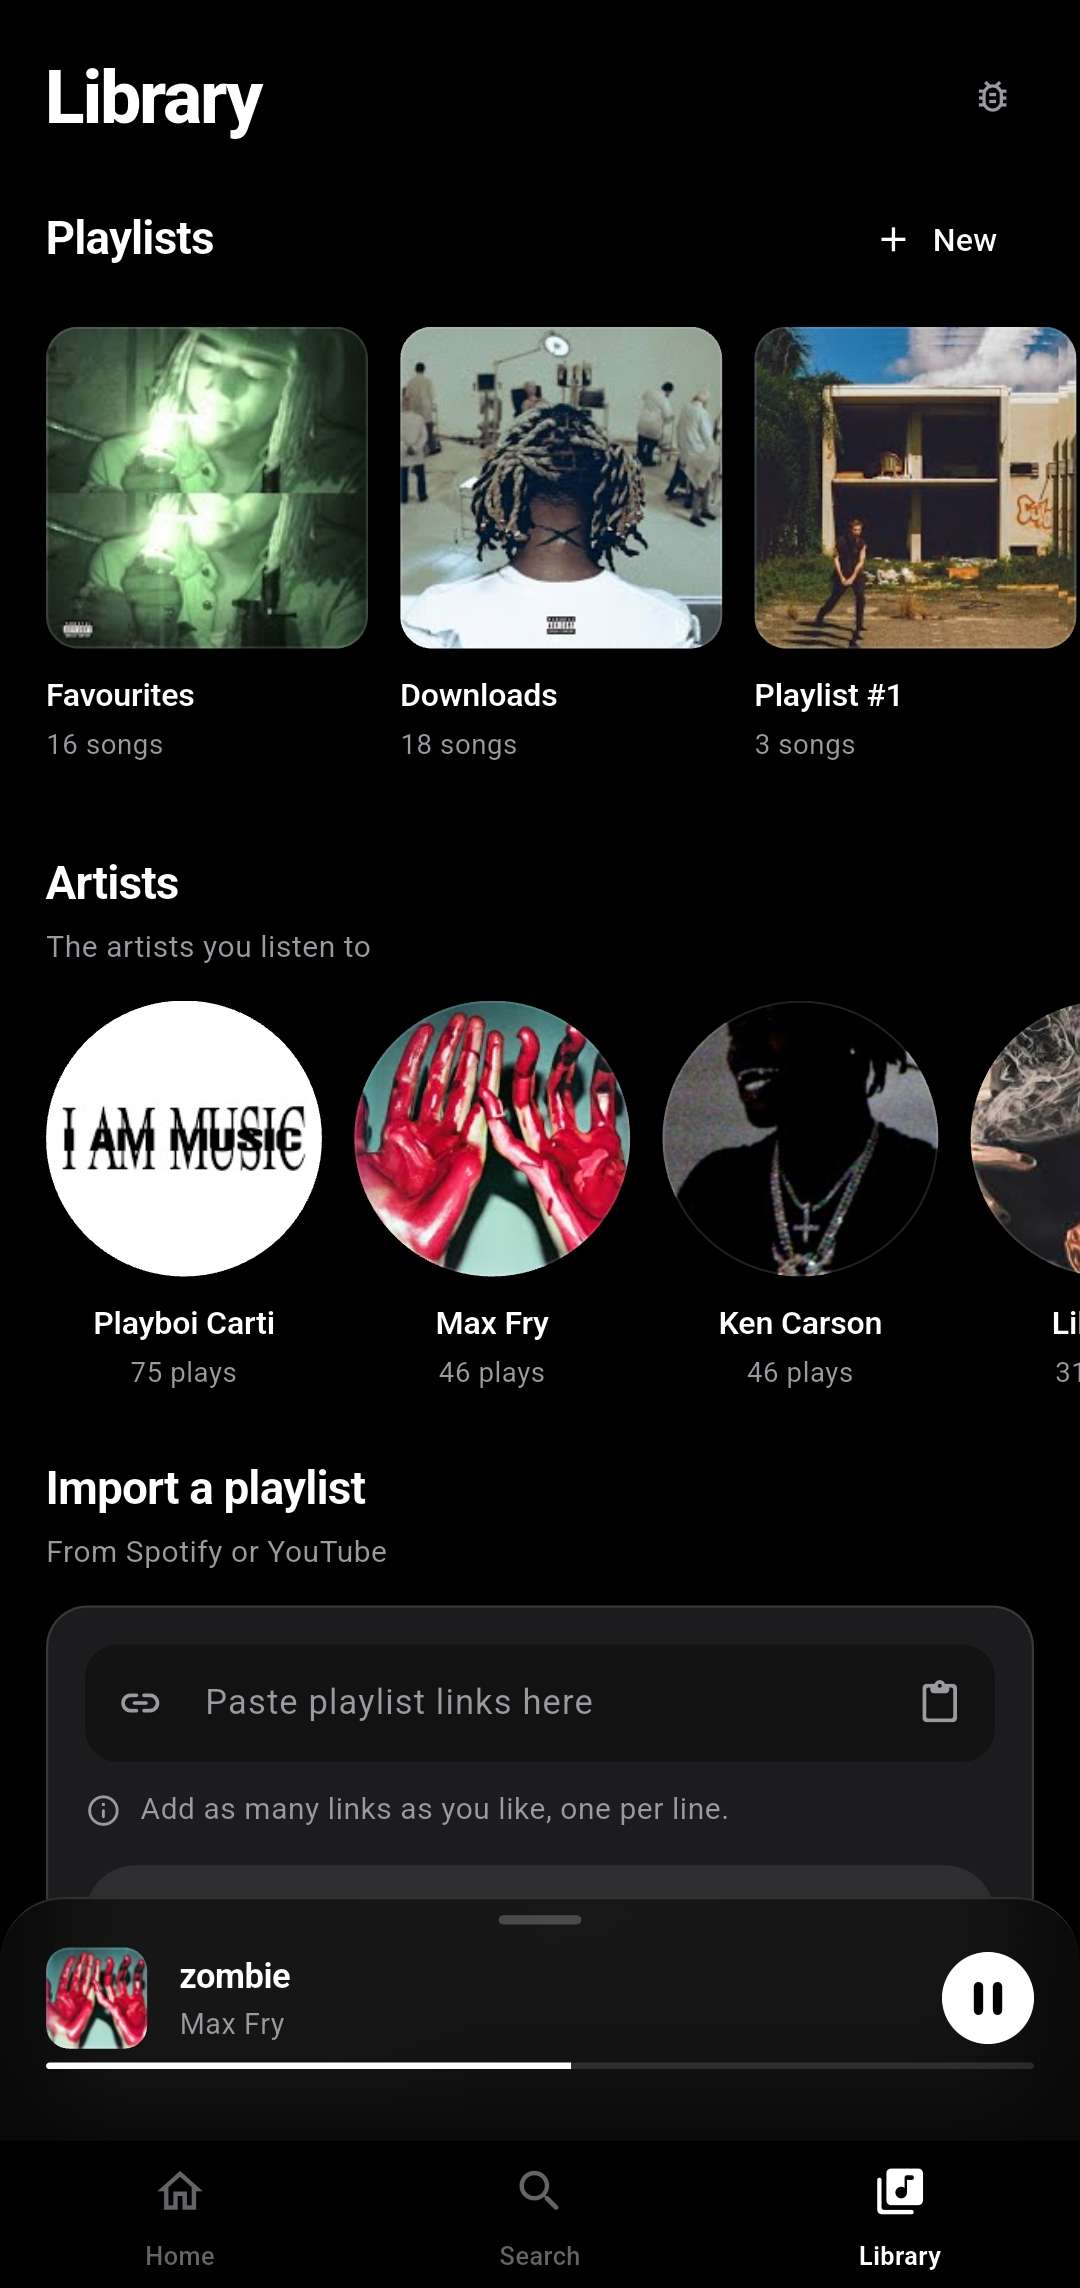 Library
Playlists
New
Favourites
16 songs
Downloads
18 songs
Playlist #1
3 songs
Artists
The artists you listen to
I AM MUSIC
Playboi Carti
75 plays
Max Fry
46 plays
Ken Carson
46 plays
Li
31
Import a playlist
From Spotify or YouTube
Paste playlist links here
Add as many links as you like, one per line.
zombie
Max Fry
Home
Search
Library